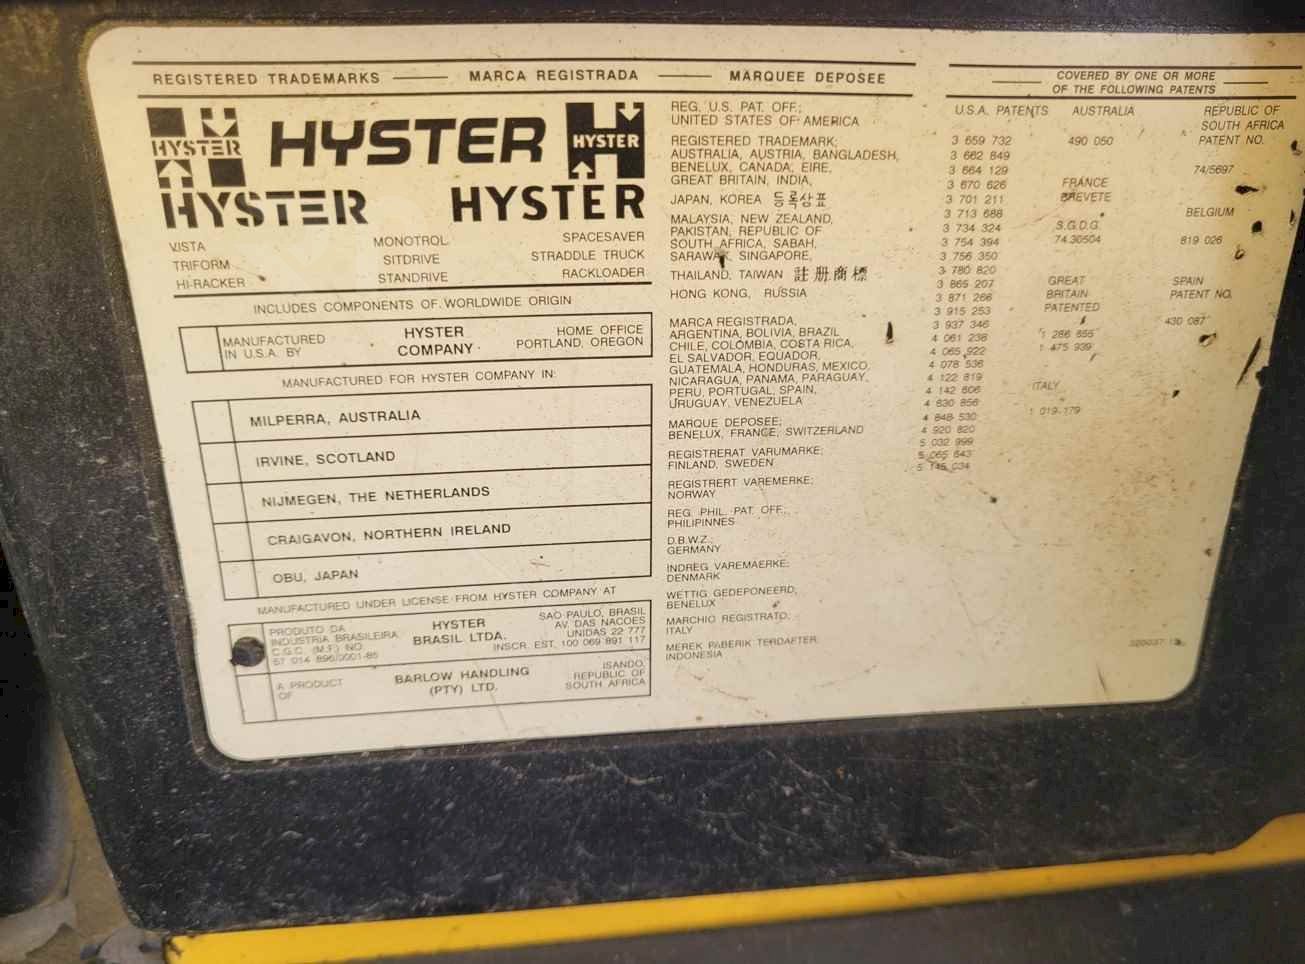 REGISTERED TRADEMARKS — MARCA REGISTRADA — MARQUEE DEPOSEE
HYSTER
HYSTER
HYSTER
HYSTER
HYSTER
VISTA MONOTROL SPACESAVER
TRIFORM SITDRIVE STRADDLE TRUCK
HI-RACKER STANDRIVE RACKLOADER
INCLUDES COMPONENTS OF WORLDWIDE ORIGIN
MANUFACTURED IN U.S.A. BY
HYSTER COMPANY
HOME OFFICE
PORTLAND, OREGON
MANUFACTURED FOR HYSTER COMPANY IN:
MILPERRA, AUSTRALIA
IRVINE, SCOTLAND
NIJMEGEN, THE NETHERLANDS
CRAIGAVON, NORTHERN IRELAND
OBU, JAPAN
MANUFACTURED UNDER LICENSE FROM HYSTER COMPANY AT
PRODUTO DA
INDUSTRIA BRASILEIRA
C.G.C. (M.F.) NO
57 014 896/0001-85
HYSTER
BRASIL LTDA.
SAO PAULO, BRASIL
AV. DAS NACOES
UNIDAS 22 777
INSCR. EST. 100 069 891 117
A PRODUCT
OF
BARLOW HANDLING
(PTY) LTD.
ISANDO,
REPUBLIC OF
SOUTH AFRICA
REG. U.S. PAT. OFF.;
UNITED STATES OF AMERICA
REGISTERED TRADEMARK;
AUSTRALIA, AUSTRIA, BANGLADESH,
BENELUX, CANADA, EIRE,
GREAT BRITAIN, INDIA,
JAPAN, KOREA 등록상표
MALAYSIA, NEW ZEALAND,
PAKISTAN, REPUBLIC OF
SOUTH AFRICA, SABAH,
SARAWAK, SINGAPORE,
THAILAND, TAIWAN 註册商標
HONG KONG, RUSSIA
MARCA REGISTRADA,
ARGENTINA, BOLIVIA, BRAZIL
CHILE, COLOMBIA, COSTA RICA,
EL SALVADOR, EQUADOR,
GUATEMALA, HONDURAS, MEXICO,
NICARAGUA, PANAMA, PARAGUAY,
PERU, PORTUGAL, SPAIN,
URUGUAY, VENEZUELA
MARQUE DEPOSEE;
BENELUX, FRANCE, SWITZERLAND
REGISTRERAT VARUMARKE;
FINLAND, SWEDEN
REGISTRERT VAREMERKE;
NORWAY
REG. PHIL. PAT. OFF.;
PHILIPINNES
D.B.W.Z.;
GERMANY
INDREG VAREMAERKE;
DENMARK
WETTIG GEDEPONEERD;
BENELUX
MARCHIO REGISTRATO;
ITALY
MEREK PABERIK TERDAFTER;
INDONESIA
COVERED BY ONE OR MORE
OF THE FOLLOWING PATENTS
U.S.A. PATENTS
3 659 732
3 662 849
3 664 129
3 670 626
3 701 211
3 713 688
3 734 324
3 754 394
3 756 350
3 780 820
3 865 207
3 871 266
3 915 253
3 937 346
4 061 238
4 065 922
4 078 536
4 122 819
4 142 606
4 630 856
4 848 530
4 920 820
5 032 999
5 065 643
5 145 034
AUSTRALIA
490 050
FRANCE
BREVETE
S.G.D.G.
74.30504
GREAT
BRITAIN
PATENTED
1 286 855
1 475 939
ITALY
1 019 179
REPUBLIC OF
SOUTH AFRICA
PATENT NO.
74/5697
BELGIUM
819 026
SPAIN
PATENT NO.
430 087